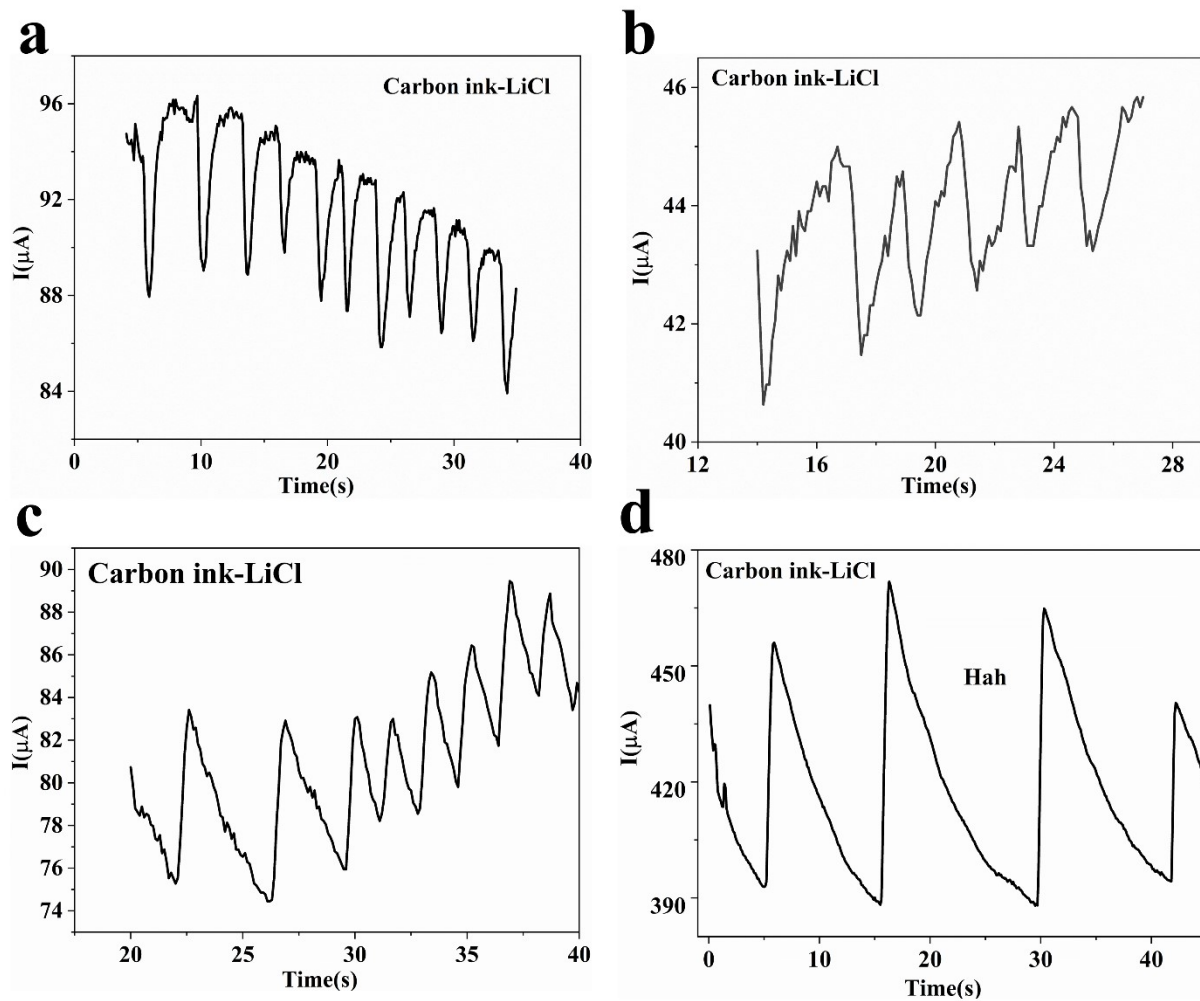 a
Carbon ink-LiCl
96
92
88
84
I(μA)
0 10 20 30 40
Time(s)
b
Carbon ink-LiCl
46
44
42
40
I(μA)
12 16 20 24 28
Time(s)
c
Carbon ink-LiCl
90
88
86
84
82
80
78
76
74
I(μA)
20 25 30 35 40
Time(s)
d
Carbon ink-LiCl
Hah
480
450
420
390
I(μA)
0 10 20 30 40
Time(s)